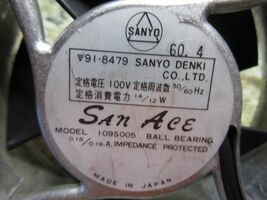 SANYO
60.4
▽91-8479 SANYO DENKI
CO.,LTD.
定格電圧 100V 定格周波数 50/60Hz
定格消費電力 14/12 W
SAN ACE
MODEL 109S005 BALL BEARING
0.18/0.16 A, IMPEDANCE PROTECTED
MADE IN JAPAN